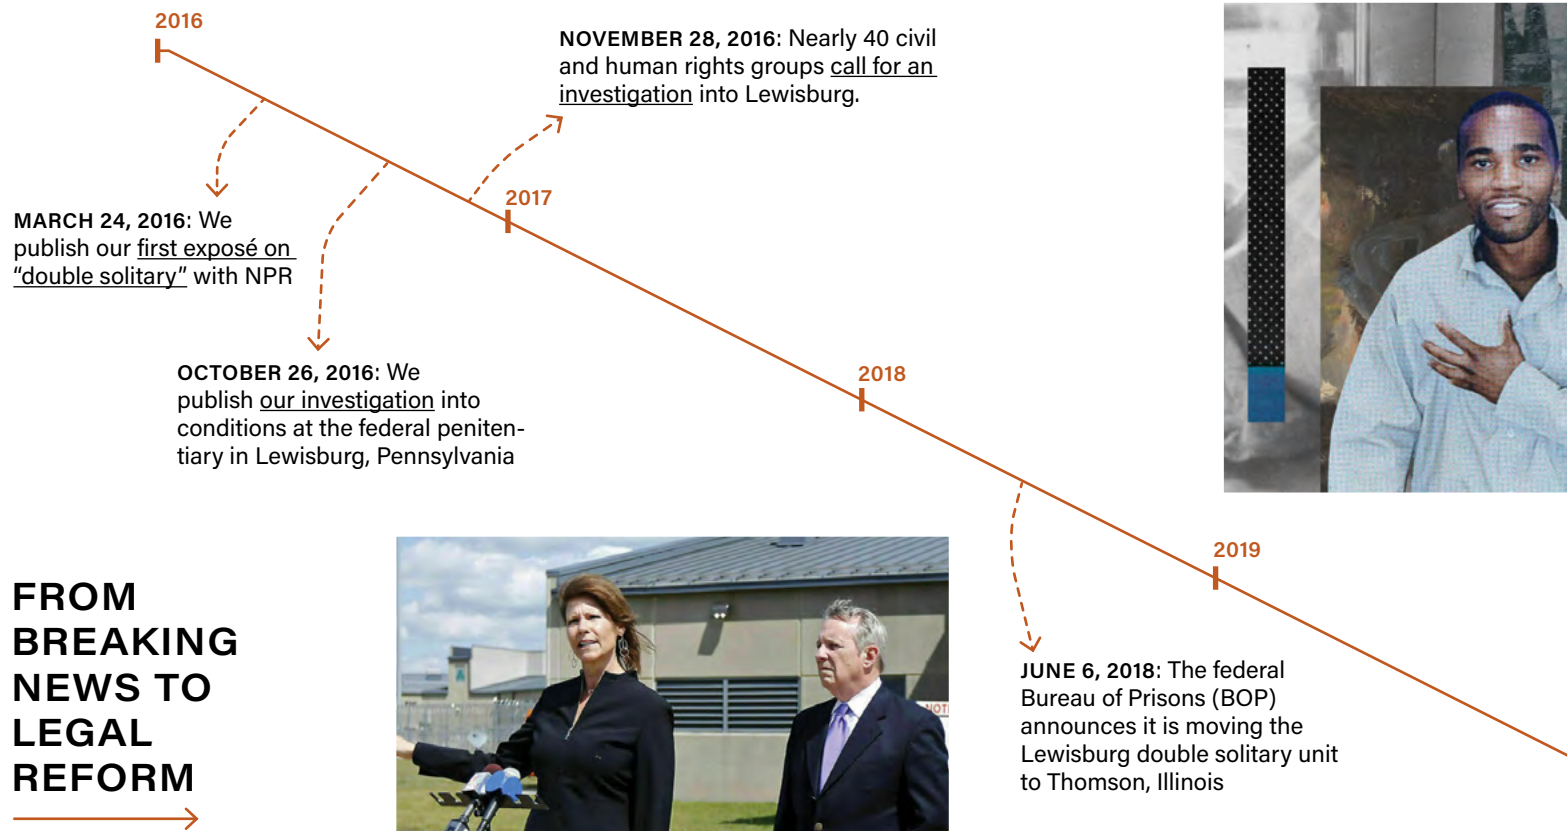 2016
NOVEMBER 28, 2016: Nearly 40 civil
and human rights groups call for an
investigation into Lewisburg.
2017
MARCH 24, 2016: We
publish our first exposé on
“double solitary” with NPR
OCTOBER 26, 2016: We
publish our investigation into
conditions at the federal peniten-
tiary in Lewisburg, Pennsylvania
2018
2019
FROM
BREAKING
NEWS TO
LEGAL
REFORM
JUNE 6, 2018: The federal
Bureau of Prisons (BOP)
announces it is moving the
Lewisburg double solitary unit
to Thomson, Illinois